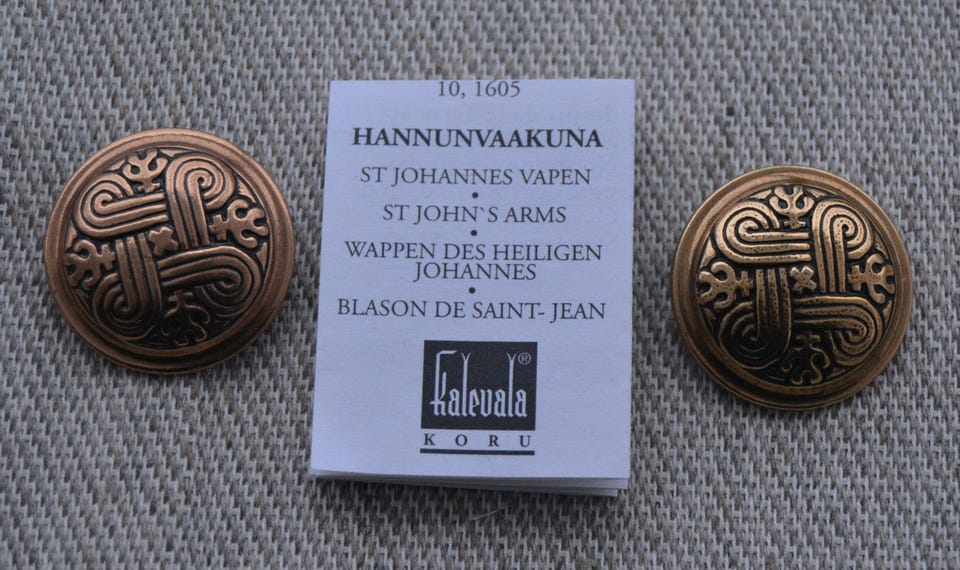 10, 1605
HANNUNVAAKUNA
ST JOHANNES VAPEN
•
ST JOHN`S ARMS
•
WAPPEN DES HEILIGEN
JOHANNES
•
BLASON DE SAINT- JEAN
Kalevala®
KORU